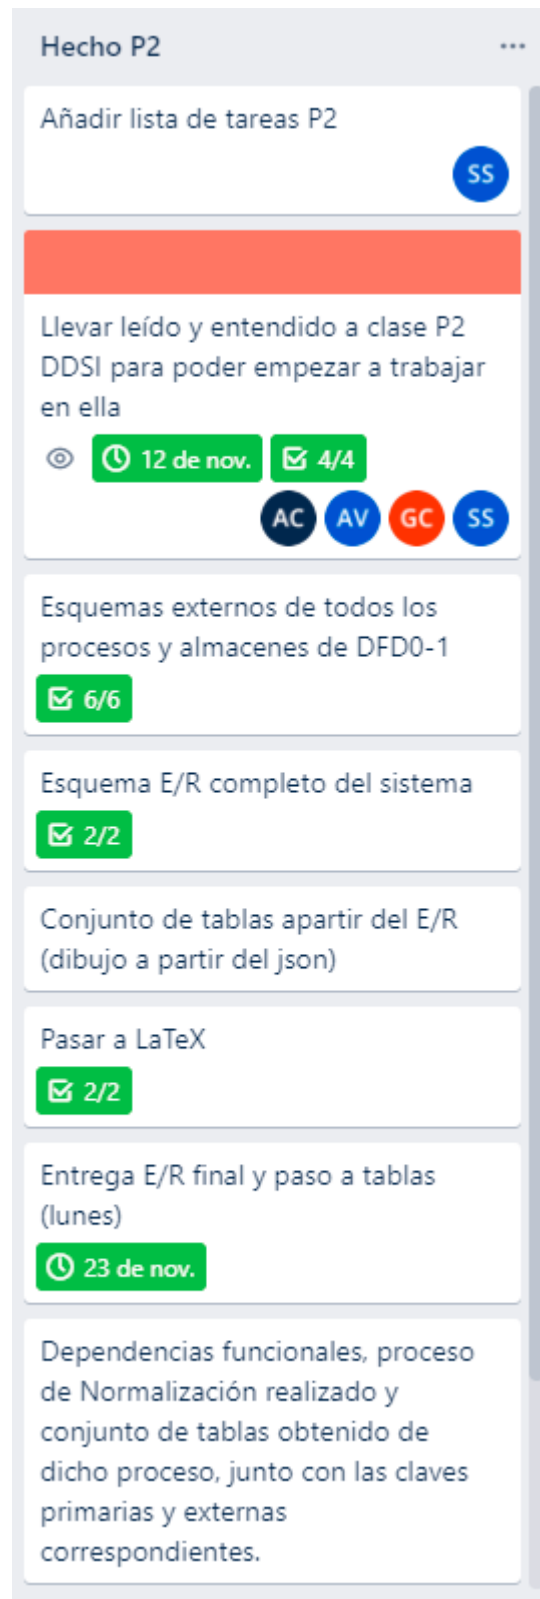 Hecho P2
Añadir lista de tareas P2
SS
Llevar leído y entendido a clase P2
DDSI para poder empezar a trabajar
en ella
12 de nov. 4/4
AC AV GC SS
Esquemas externos de todos los
procesos y almacenes de DFD0-1
6/6
Esquema E/R completo del sistema
2/2
Conjunto de tablas apartir del E/R
(dibujo a partir del json)
Pasar a LaTeX
2/2
Entrega E/R final y paso a tablas
(lunes)
23 de nov.
Dependencias funcionales, proceso
de Normalización realizado y
conjunto de tablas obtenido de
dicho proceso, junto con las claves
primarias y externas
correspondientes.